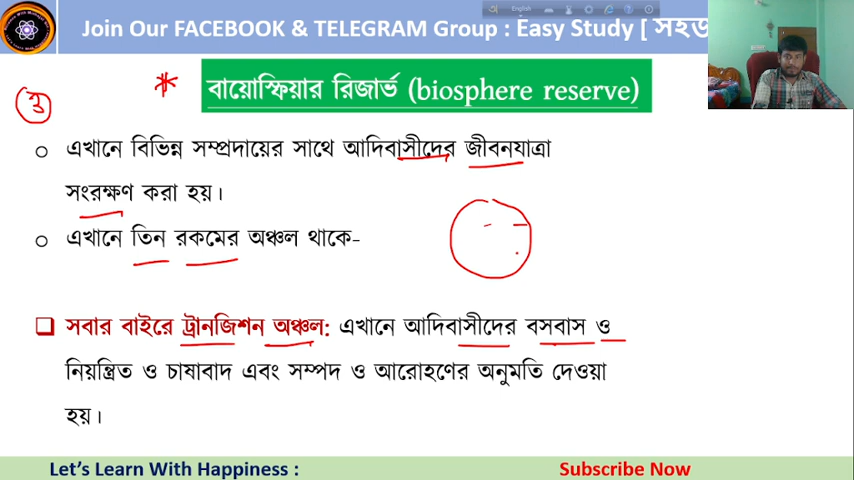 Join Our FACEBOOK & TELEGRAM Group : Easy Study [ সহজ
English
৩
বায়োস্ফিয়ার রিজার্ভ (biosphere reserve)
এখানে বিভিন্ন সম্প্রদায়ের সাথে আদিবাসীদের জীবনযাত্রা
সংরক্ষণ করা হয়।
এখানে তিন রকমের অঞ্চল থাকে-
সবার বাইরে ট্রানজিশন অঞ্চল: এখানে আদিবাসীদের বসবাস ও
নিয়ন্ত্রিত ও চাষাবাদ এবং সম্পদ ও আরোহণের অনুমতি দেওয়া
হয়।
Let's Learn With Happiness :
Subscribe Now